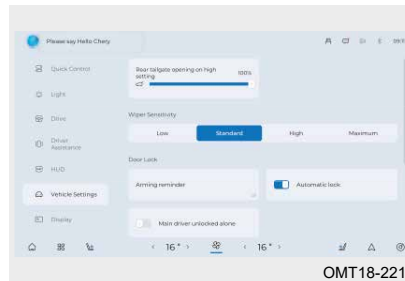 Please say Hello Chery
Quick Control
Rear tailgate opening on high
setting
100%
Light
Drive
Wiper Sensitivity
Low
Standard
High
Maximum
Driver
Assistance
Door Lock
HUD
Arming reminder
Automatic lock
Vehicle Settings
Display
Main driver unlocked alone
16°
16°
OMT18-221